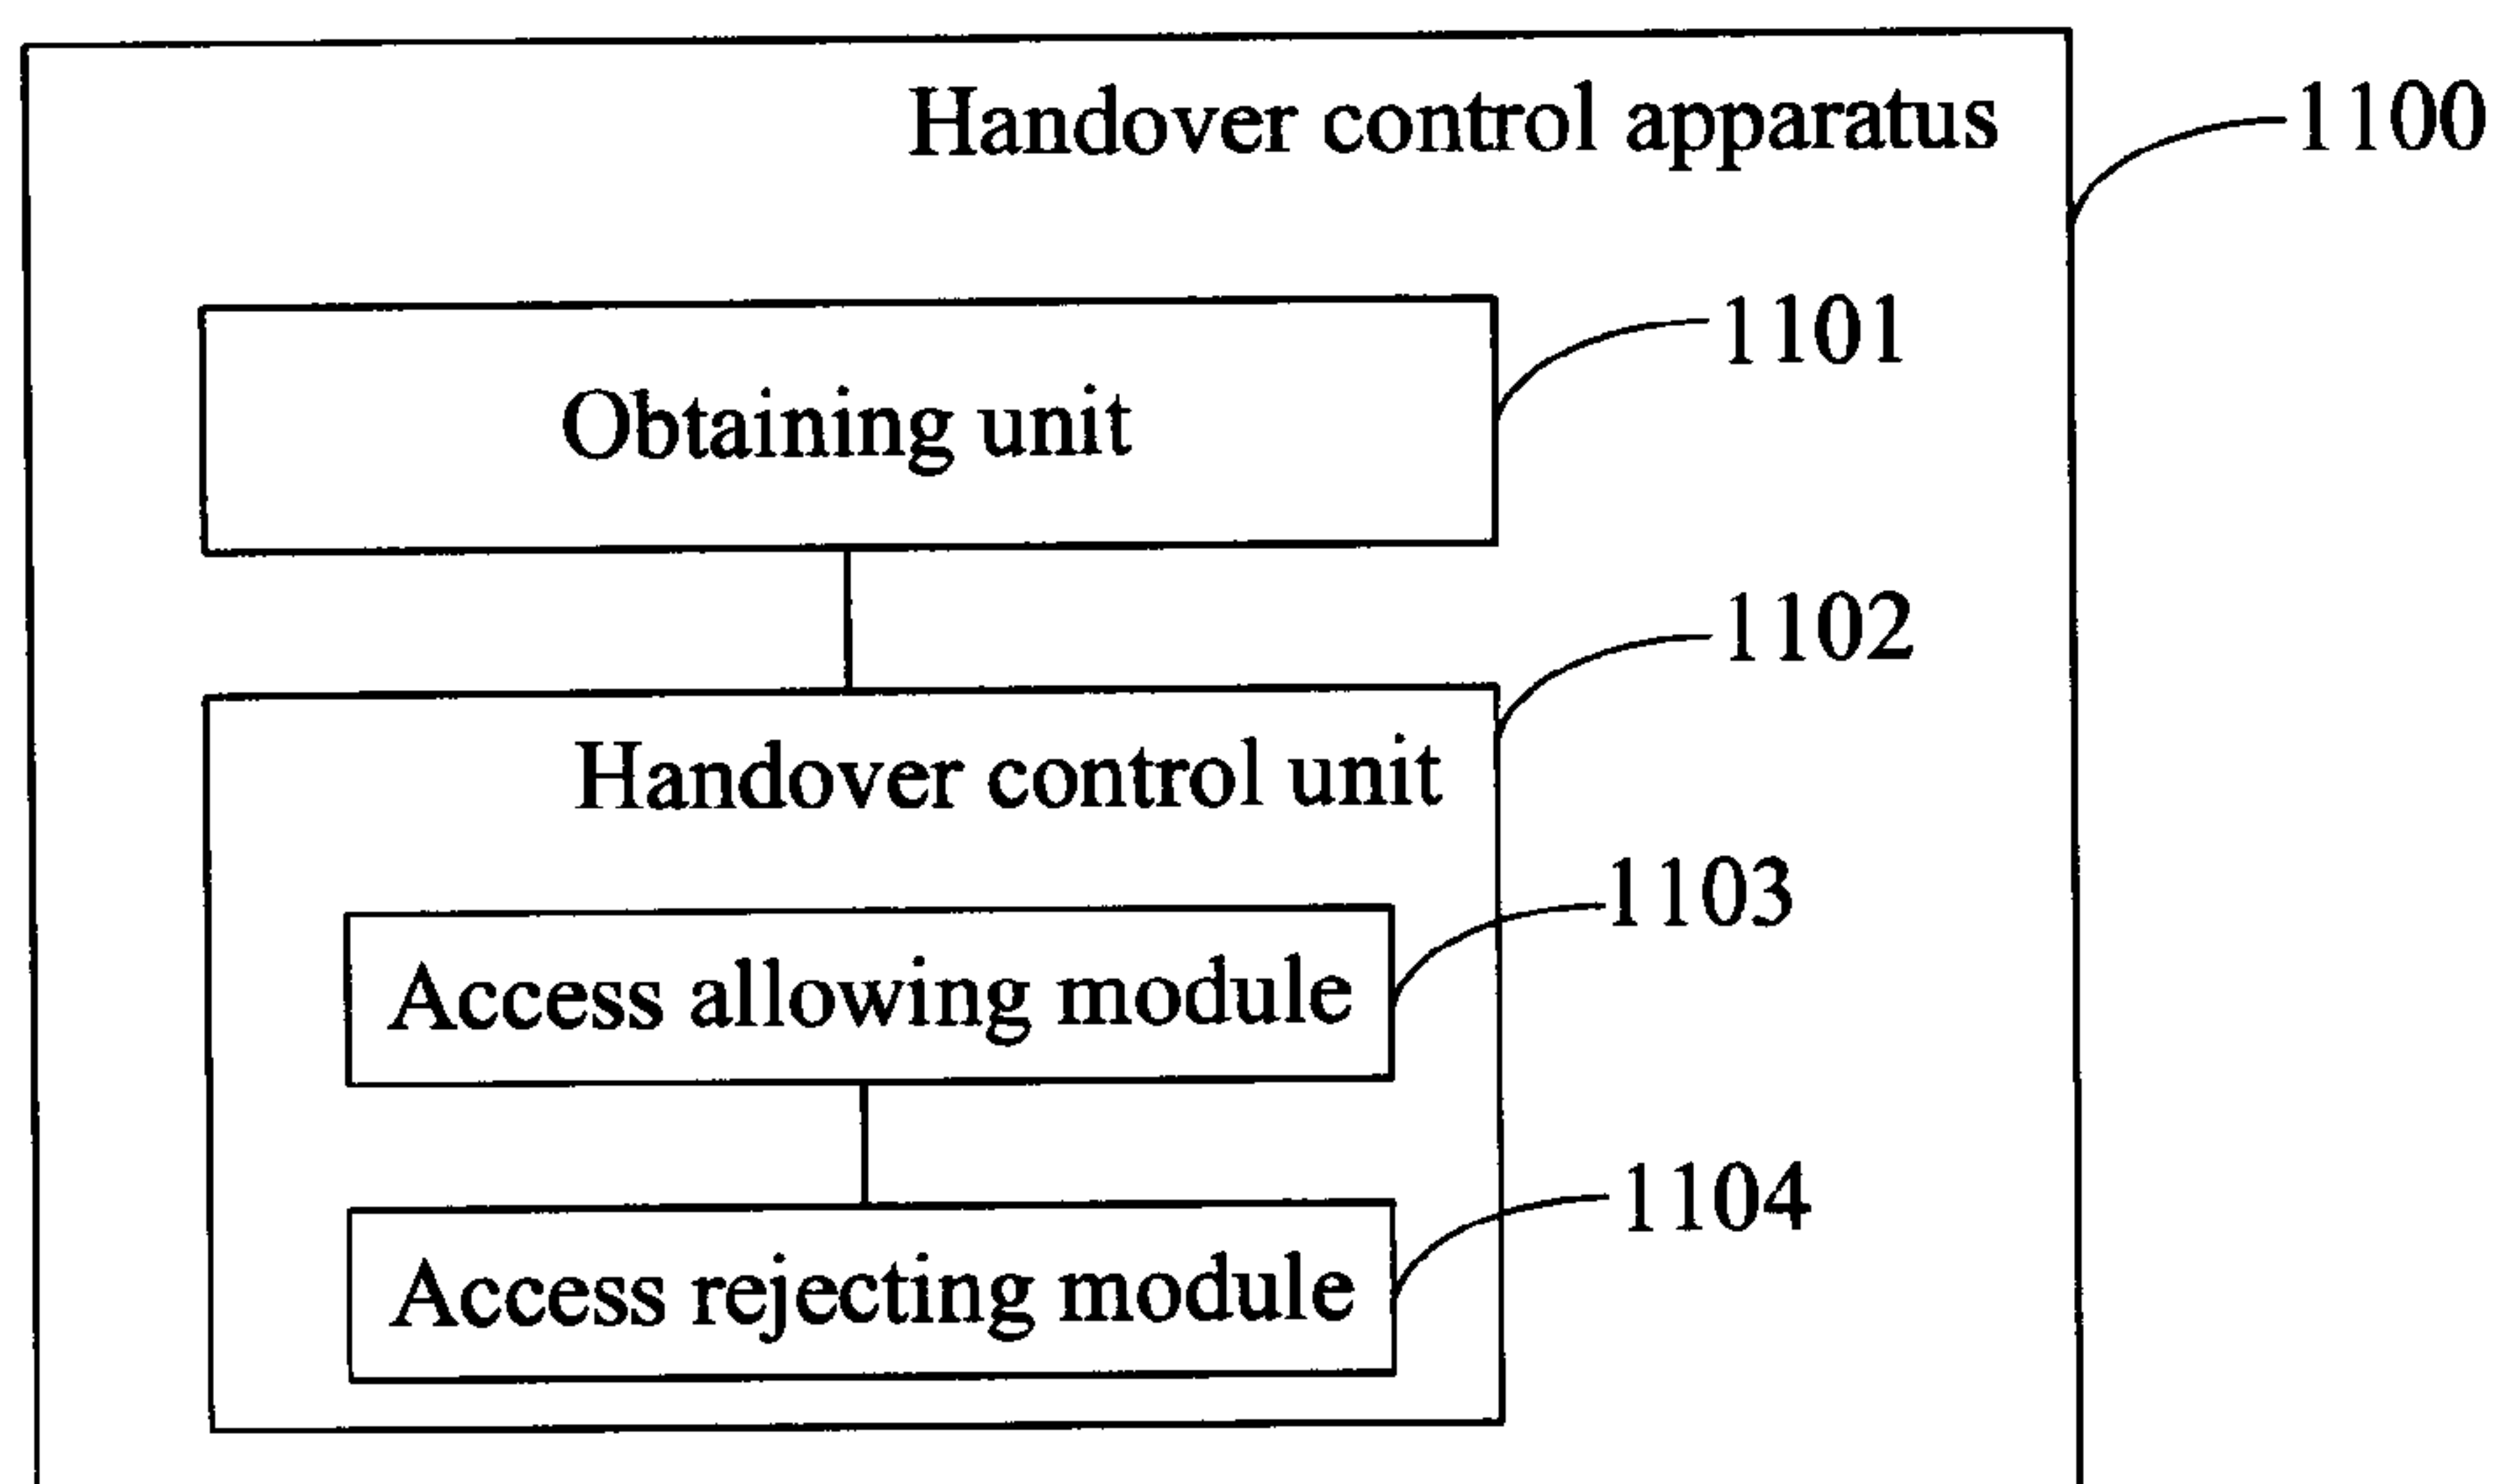 Handover control apparatus
1100
1101
Obtaining unit
1102
Handover control unit
1103
Access allowing module
1104
Access rejecting module